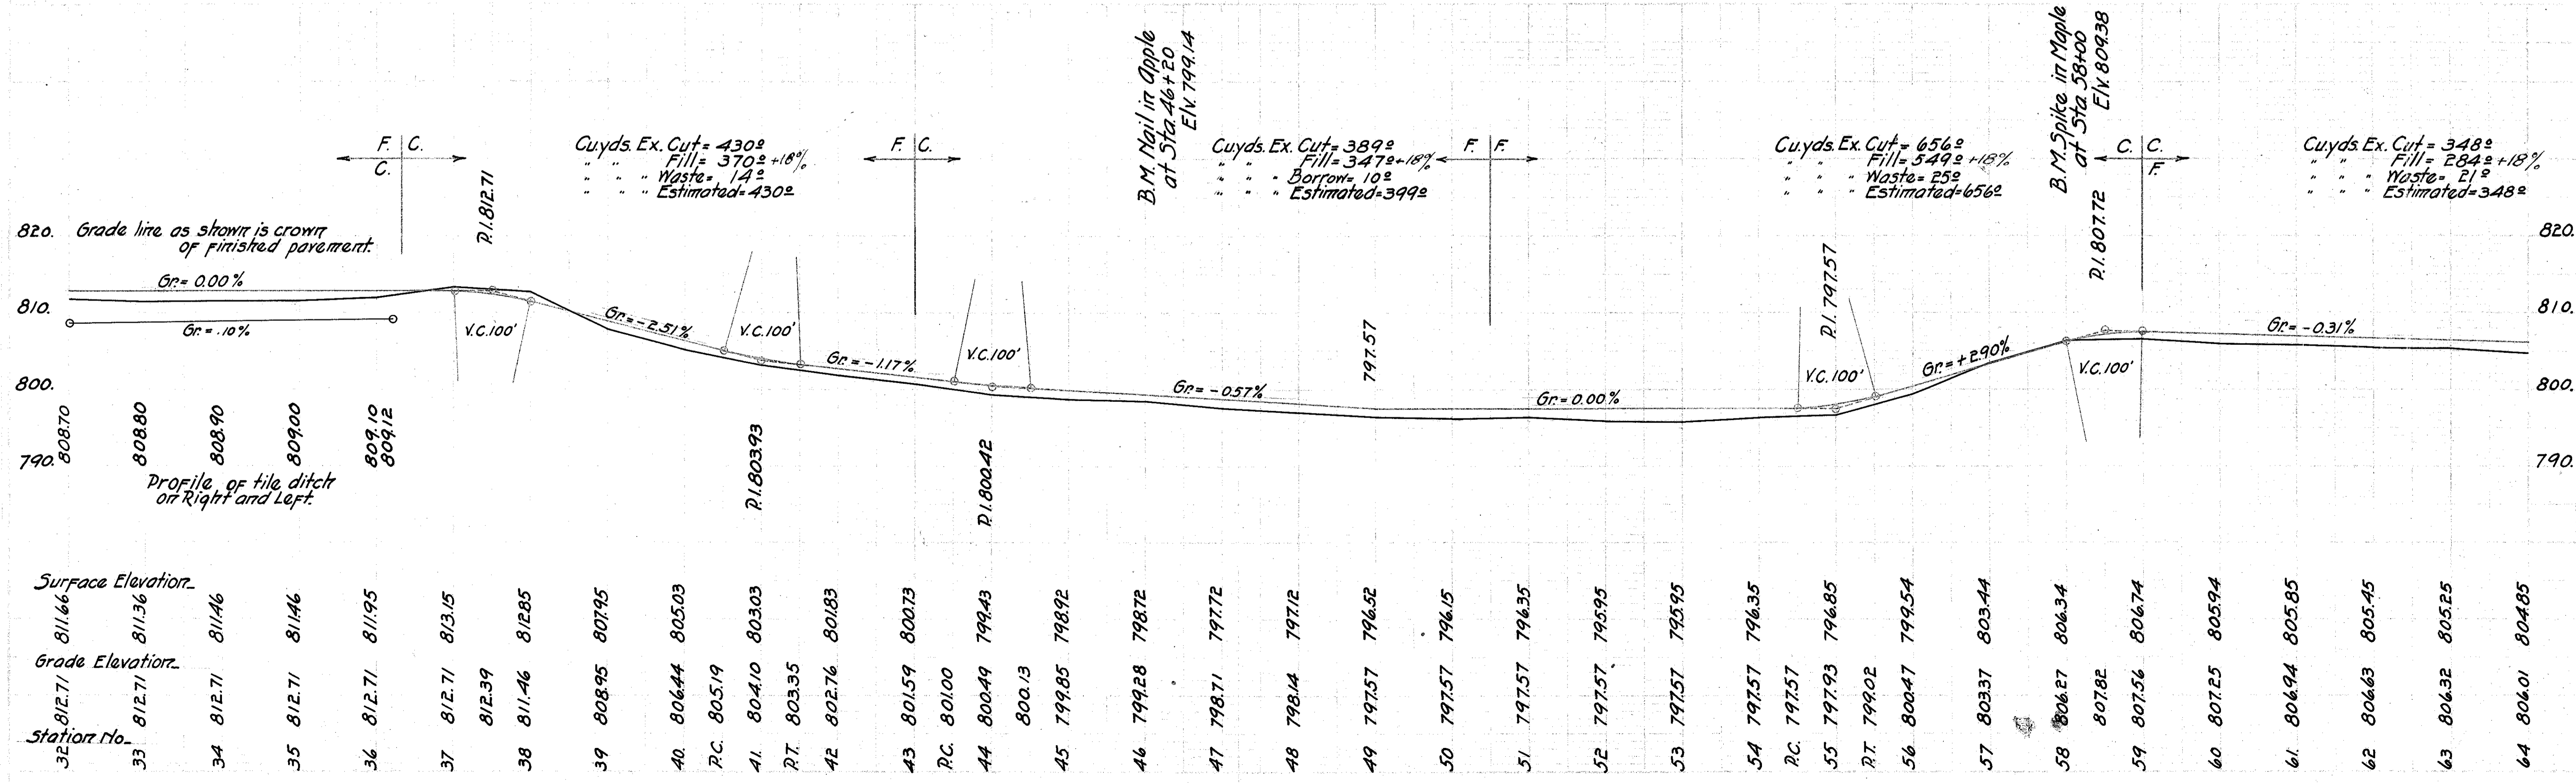 B.M. Mail in Apple
at Sta. 46+20
Elv. 799.14
B.M. Spike in Maple
at Sta 58+00
Elv. 809.38
F. C.
C.
Cu.yds. Ex. Cut = 430º
" " Fill = 370º +18%
" " " Waste = 14º
" " " Estimated = 430º
F. C.
Cu.yds. Ex. Cut = 389º
" " Fill = 347º +18%
" " " Borrow = 10º
" " " Estimated = 399º
F. F.
Cu.yds. Ex. Cut = 656º
" " Fill = 549º +18%
" " " Waste = 25º
" " " Estimated = 656º
C. C.
F.
Cu.yds. Ex. Cut = 348º
" " Fill = 284º +18%
" " " Waste = 21º
" " " Estimated = 348º
P.I. 812.71
P.I. 797.57
P.I. 807.72
820. Grade line as shown is crown
of finished pavement.
820.
Gr. = 0.00 %
810.
Gr. = .10%
V.C. 100'
Gr. = -2.51%
V.C. 100'
Gr. = -1.17%
V.C. 100'
Gr. = -0.57%
797.57
Gr. = 0.00 %
V.C. 100'
Gr. = +2.90%
V.C. 100'
Gr. = -0.31%
810.
800.
800.
790. 808.70 808.80 808.90 809.00 809.10 809.12
P.I. 803.93
P.I. 800.42
790.
Profile of tile ditch
on Right and Left.
Surface Elevation
811.66 811.36 811.46 811.46 811.95 813.15 812.85 807.95 805.03 803.03 801.83 800.73 799.43 798.92 798.72 797.72 797.12 796.52 796.15 796.35 795.95 795.95 796.35 796.85 799.54 803.44 806.34 806.74 805.94 805.85 805.45 805.25 804.85
Grade Elevation
812.71 812.71 812.71 812.71 812.71 812.71 812.39 811.46 808.95 806.44 805.19 804.10 803.35 802.76 801.59 801.00 800.49 800.13 799.85 799.28 798.71 798.14 797.57 797.57 797.57 797.57 797.57 797.57 797.57 797.93 799.02 800.47 803.37 806.27 807.82 807.56 807.25 806.94 806.63 806.32 806.01
Station No.
32 33 34 35 36 37 38 39 40. P.C. 41. P.T. 42 43 P.C. 44 45 46 47 48 49 50 51 52 53 54 P.C. 55 P.T. 56 57 58 59 60 61. 62 63 64